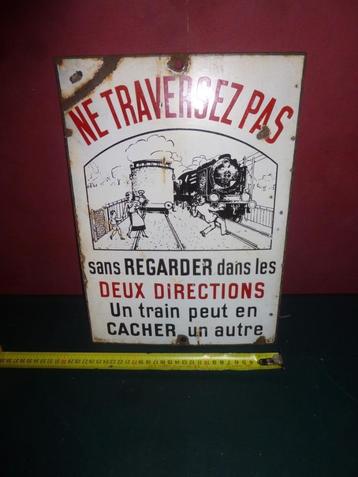 NE TRAVERSEZ PAS
sans REGARDER dans les
DEUX DIRECTIONS
Un train peut en
CACHER un autre